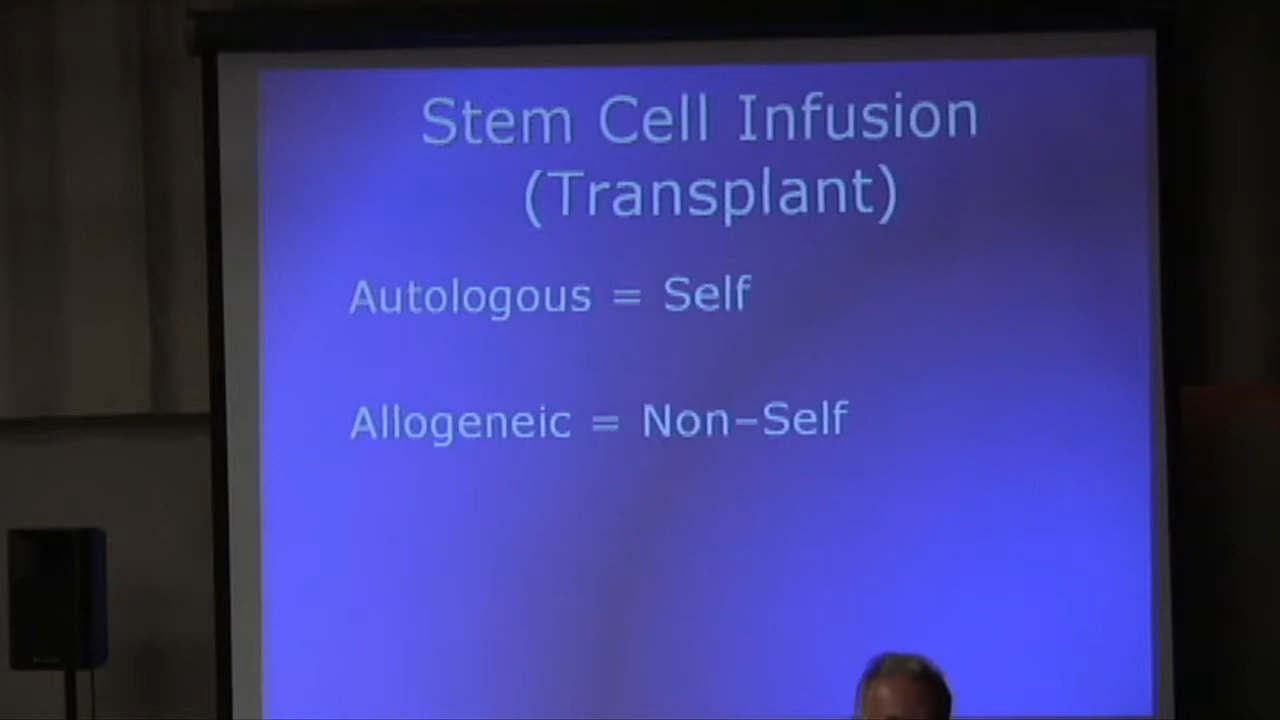 Stem Cell Infusion
(Transplant)
Autologous = Self
Allogeneic = Non-Self